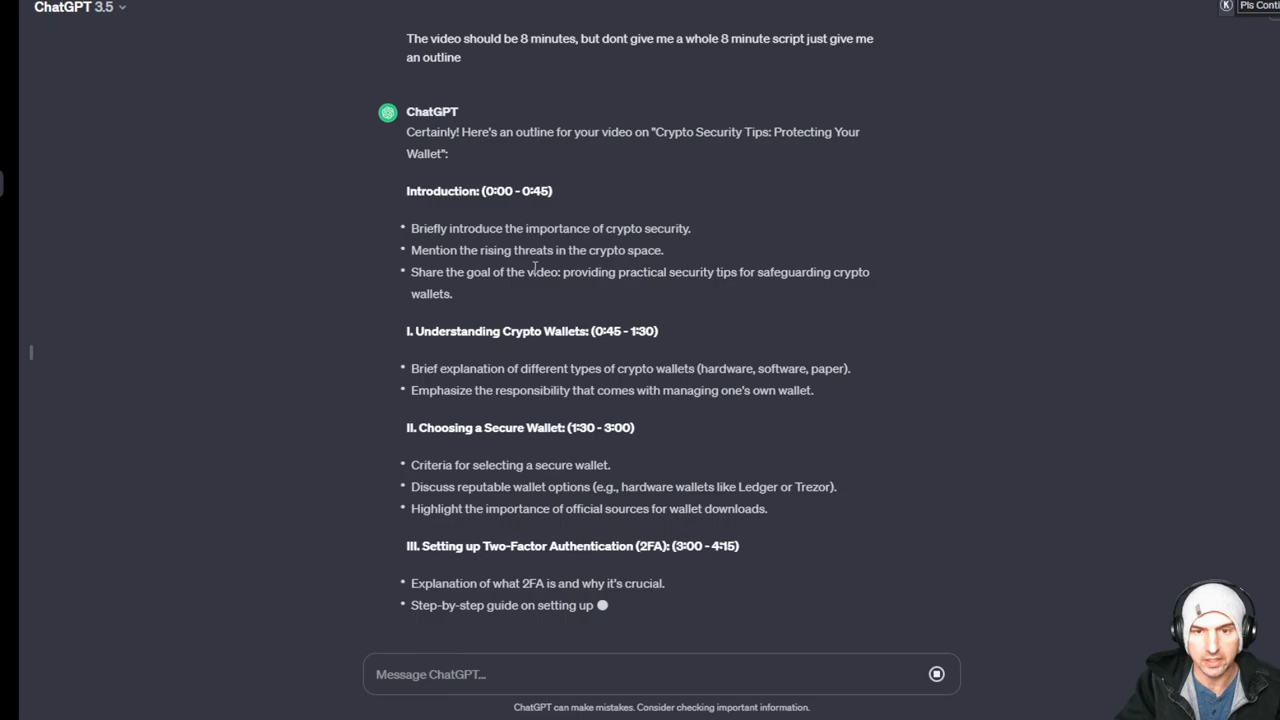 ChatGPT 3.5
K
Pls Conti
The video should be 8 minutes, but dont give me a whole 8 minute script just give me
an outline
ChatGPT
Certainly! Here's an outline for your video on "Crypto Security Tips: Protecting Your
Wallet":
Introduction: (0:00 - 0:45)
• Briefly introduce the importance of crypto security.
• Mention the rising threats in the crypto space.
• Share the goal of the video: providing practical security tips for safeguarding crypto
wallets.
I. Understanding Crypto Wallets: (0:45 - 1:30)
• Brief explanation of different types of crypto wallets (hardware, software, paper).
• Emphasize the responsibility that comes with managing one's own wallet.
II. Choosing a Secure Wallet: (1:30 - 3:00)
• Criteria for selecting a secure wallet.
• Discuss reputable wallet options (e.g., hardware wallets like Ledger or Trezor).
• Highlight the importance of official sources for wallet downloads.
III. Setting up Two-Factor Authentication (2FA): (3:00 - 4:15)
• Explanation of what 2FA is and why it's crucial.
• Step-by-step guide on setting up
Message ChatGPT...
ChatGPT can make mistakes. Consider checking important information.